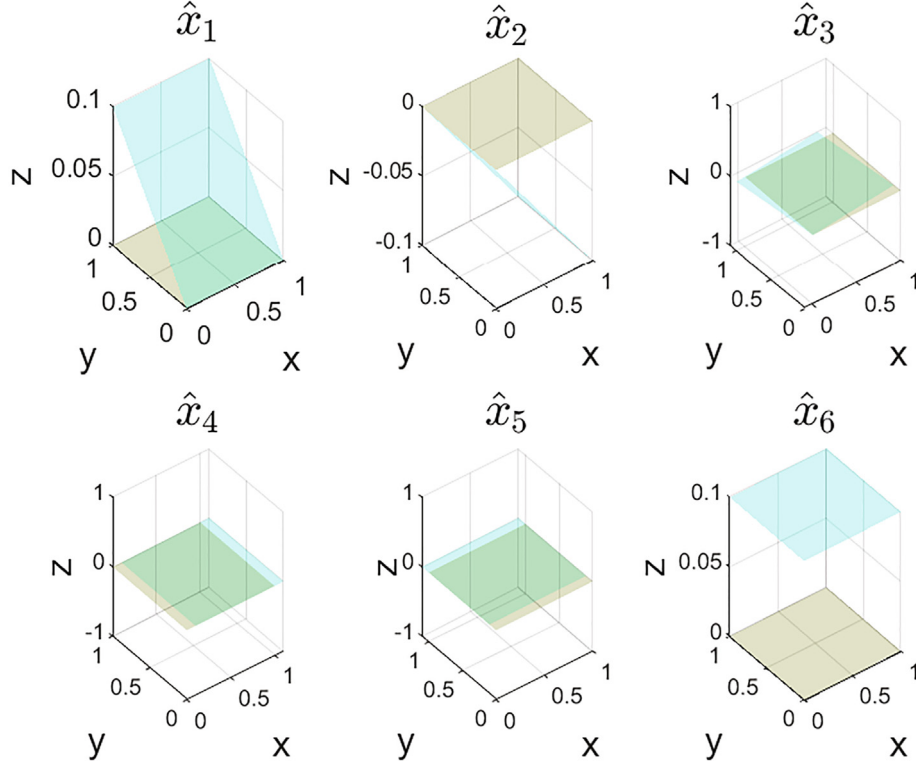 x̂₁ x̂₂ x̂₃
0.1 0 1
z 0.05 z -0.05 z 0
0 -0.1 -1
1 1 1 1 1 1
0.5 0.5 0.5 0.5 0.5 0.5
0 0 0 0 0 0
y x y x y x
x̂₄ x̂₅ x̂₆
1 1 0.1
z 0 z 0 z 0.05
-1 -1 0
1 1 1 1 1 1
0.5 0.5 0.5 0.5 0.5 0.5
0 0 0 0 0 0
y x y x y x